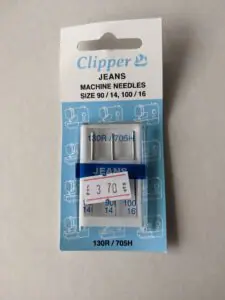 Clipper
JEANS
MACHINE NEEDLES
SIZE 90 / 14, 100 / 16
130R / 705H
JEANS
£ 3 70 £
90 100
14 14 16
130R / 705H